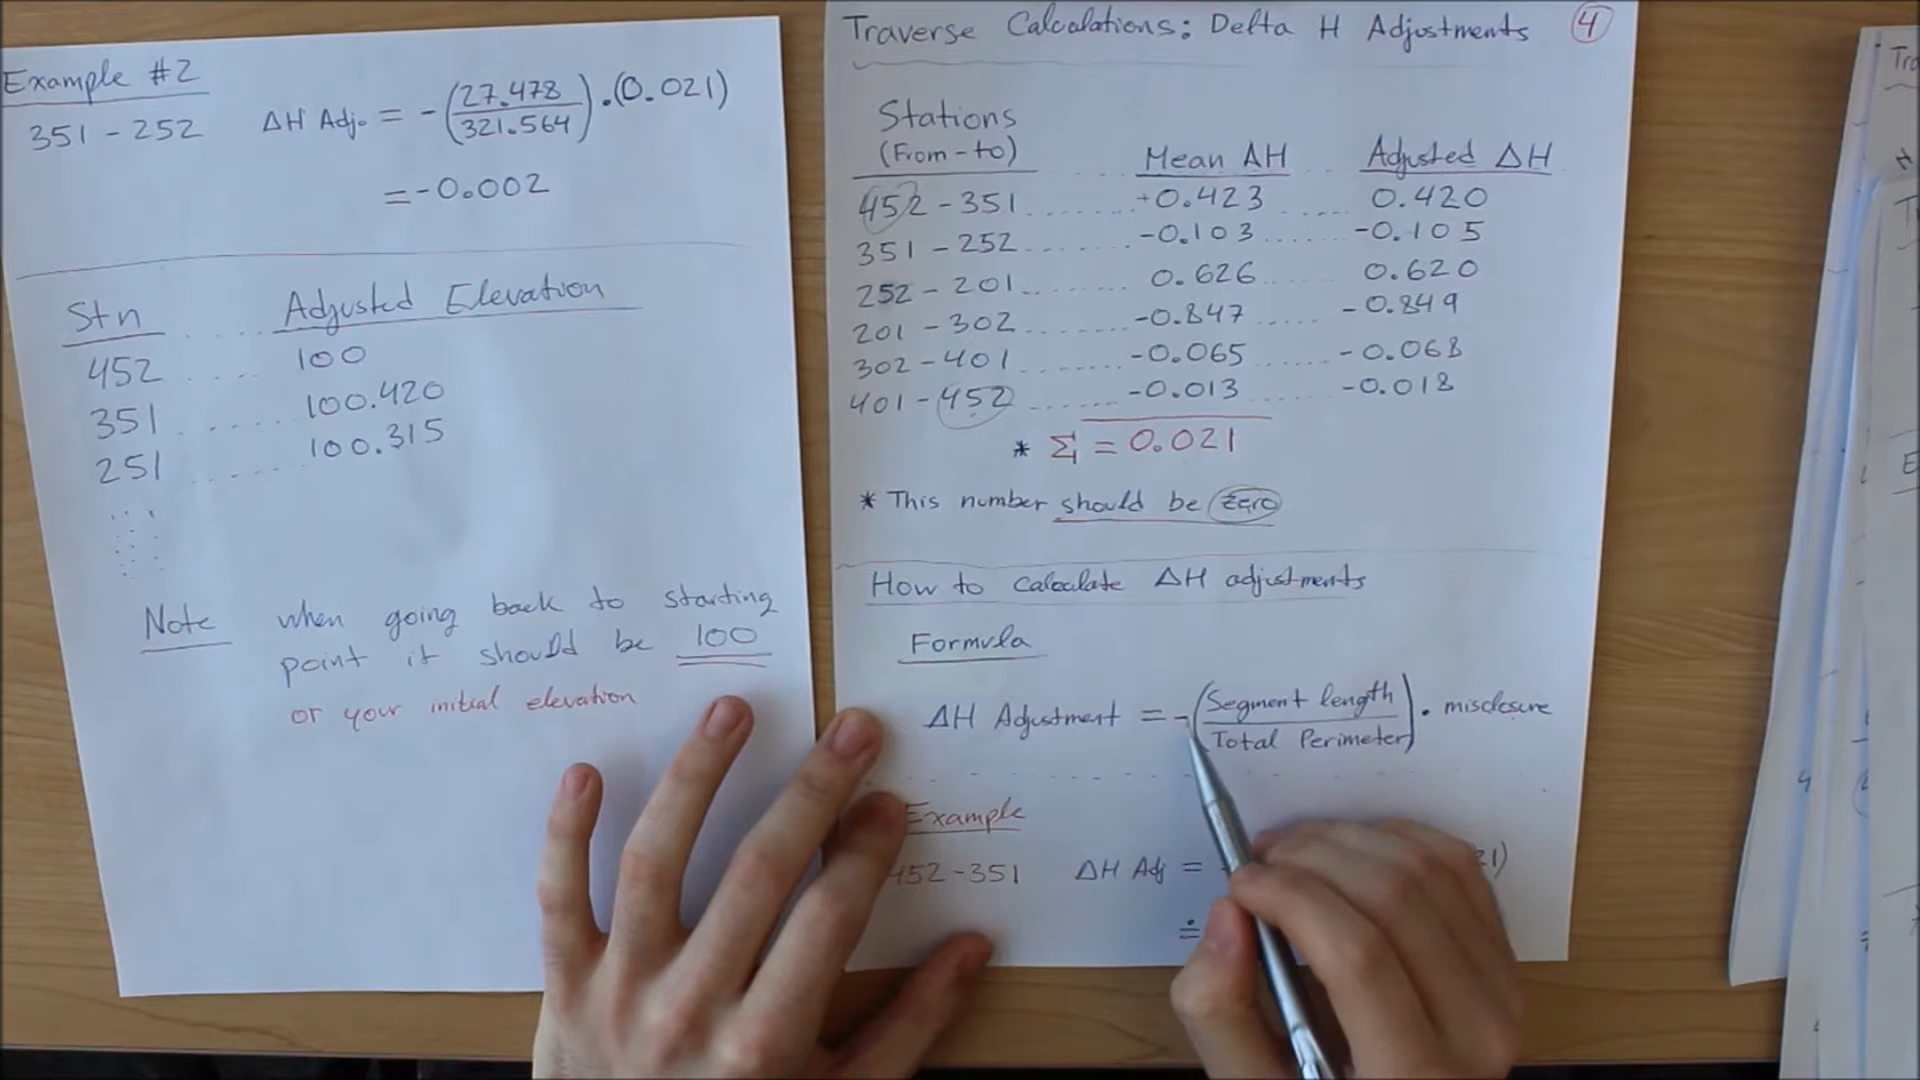 Example #2
351 - 252 ΔH Adj. = -(27.478/321.564).(0.021)
= -0.002
Stn Adjusted Elevation
452 100
351 100.420
251 100.315
Note when going back to starting
point it should be 100
or your initial elevation
Traverse Calculations: Delta H Adjustments 4
Stations
(From-to) Mean ΔH Adjusted ΔH
452 - 351 +0.423 0.420
351 - 252 -0.103 -0.105
252 - 201 0.626 0.620
201 - 302 -0.847 -0.849
302 - 401 -0.065 -0.068
401 - 452 -0.013 -0.018
* Σ = 0.021
* This number should be zero
How to calculate ΔH adjustments
Formula
ΔH Adjustment = -(Segment length/Total Perimeter) . misclosure
Example
452-351 ΔH Adj =
≐